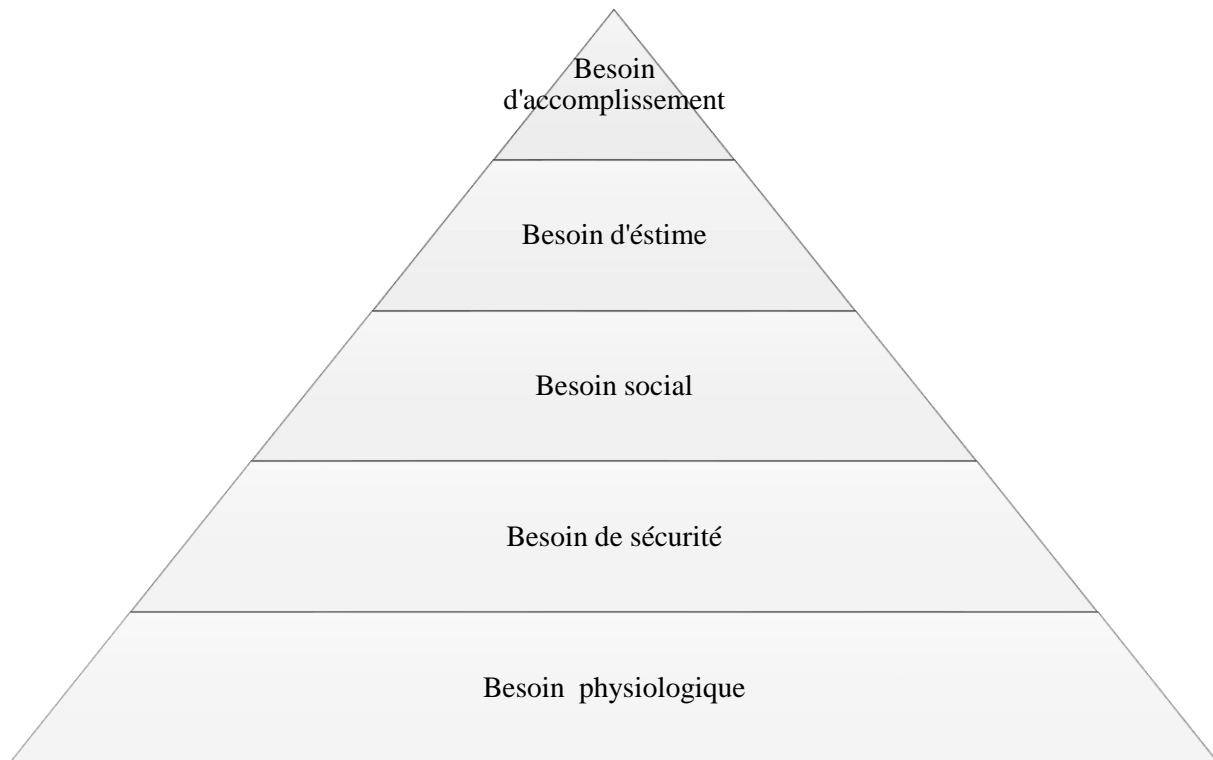 Besoin
d'accomplissement
Besoin d'éstime
Besoin social
Besoin de sécurité
Besoin  physiologique